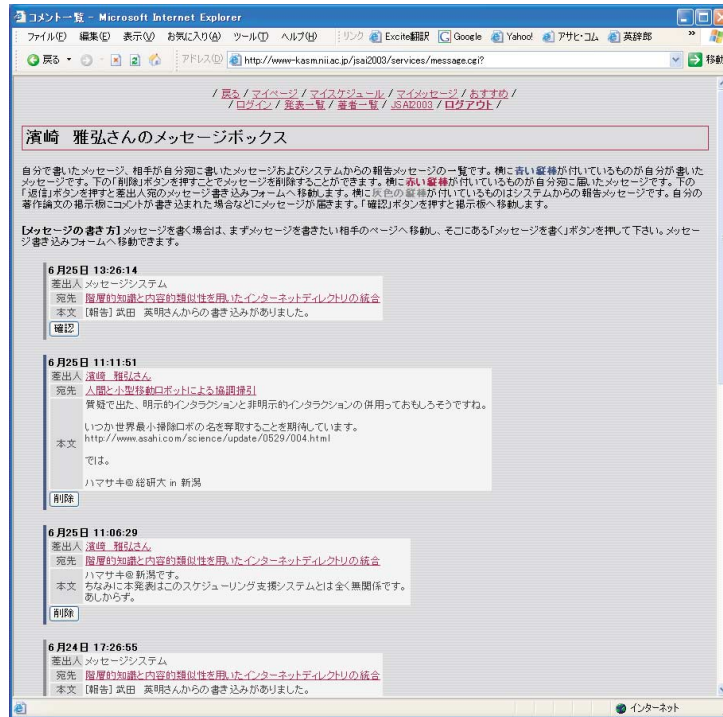 コメント一覧 - Microsoft Internet Explorer
ファイル(F) 編集(E) 表示(V) お気に入り(A) ツール(T) ヘルプ(H) リンク Excite翻訳 Google Yahoo! アサヒ・コム 英辞郎 »
戻る アドレス(D) http://www-kasm.nii.ac.jp/jsai2003/services/message.cgi? 移動
/ 戻る / マイページ / マイスケジュール / マイメッセージ / おすすめ /
/ ログイン / 発表一覧 / 著者一覧 / JSAI2003 / ログアウト /
濱崎 雅弘さんのメッセージボックス
自分で書いたメッセージ、相手が自分宛に書いたメッセージおよびシステムからの報告メッセージの一覧です。横に青い縦棒が付いているものが自分が書いた
メッセージです。下の「削除」ボタンを押すことでメッセージを削除することができます。横に赤い縦棒が付いているものが自分宛に届いたメッセージです。下の
「返信」ボタンを押すと差出人宛のメッセージ書き込みフォームへ移動します。横に灰色の縦棒が付いているものはシステムからの報告メッセージです。自分の
著作論文の掲示板にコメントが書き込まれた場合などにメッセージが届きます。「確認」ボタンを押すと掲示板へ移動します。
[メッセージの書き方] メッセージを書く場合は、まずメッセージを書きたい相手のページへ移動し、そこにある「メッセージを書く」ボタンを押して下さい。メッセー
ジ書き込みフォームへ移動できます。
6月25日 13:26:14
差出人 メッセージシステム
宛先 階層的知識と内容的類似性を用いたインターネットディレクトリの統合
本文 [報告] 武田 英明さんからの書き込みがありました。
確認
6月25日 11:11:51
差出人 濱崎 雅弘さん
宛先 人間と小型移動ロボットによる協調掃引
質疑で出た、明示的インタラクションと非明示的インタラクションの併用っておもしろそうですね。
いつか世界最小掃除ロボの名を奪取することを期待しています。
本文 http://www.asahi.com/science/update/0529/004.html
では。
ハマサキ@総研大 in 新潟
削除
6月25日 11:06:29
差出人 濱崎 雅弘さん
宛先 階層的知識と内容的類似性を用いたインターネットディレクトリの統合
ハマサキ@新潟です。
本文 ちなみに本発表はこのスケジューリング支援システムとは全く無関係です。
あしからず。
削除
6月24日 17:26:55
差出人 メッセージシステム
宛先 階層的知識と内容的類似性を用いたインターネットディレクトリの統合
本文 [報告] 武田 英明さんからの書き込みがありました。
インターネット